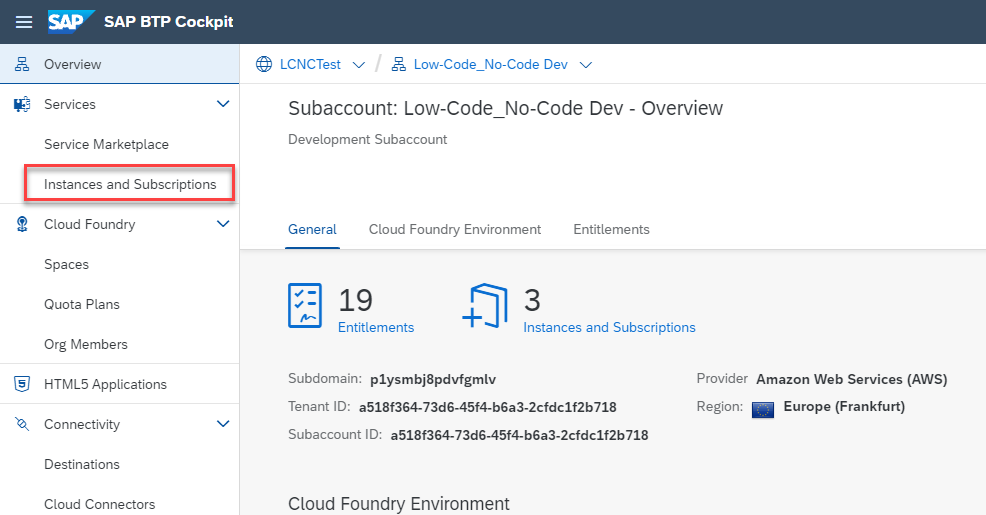 SAP SAP BTP Cockpit
Overview
Services
Service Marketplace
Instances and Subscriptions
Cloud Foundry
Spaces
Quota Plans
Org Members
HTML5 Applications
Connectivity
Destinations
Cloud Connectors
LCNCTest / Low-Code_No-Code Dev
Subaccount: Low-Code_No-Code Dev - Overview
Development Subaccount
General Cloud Foundry Environment Entitlements
19
Entitlements
3
Instances and Subscriptions
Subdomain: p1ysmbj8pdvfgmlv
Tenant ID: a518f364-73d6-45f4-b6a3-2cfdc1f2b718
Subaccount ID: a518f364-73d6-45f4-b6a3-2cfdc1f2b718
Provider Amazon Web Services (AWS)
Region: Europe (Frankfurt)
Cloud Foundry Environment